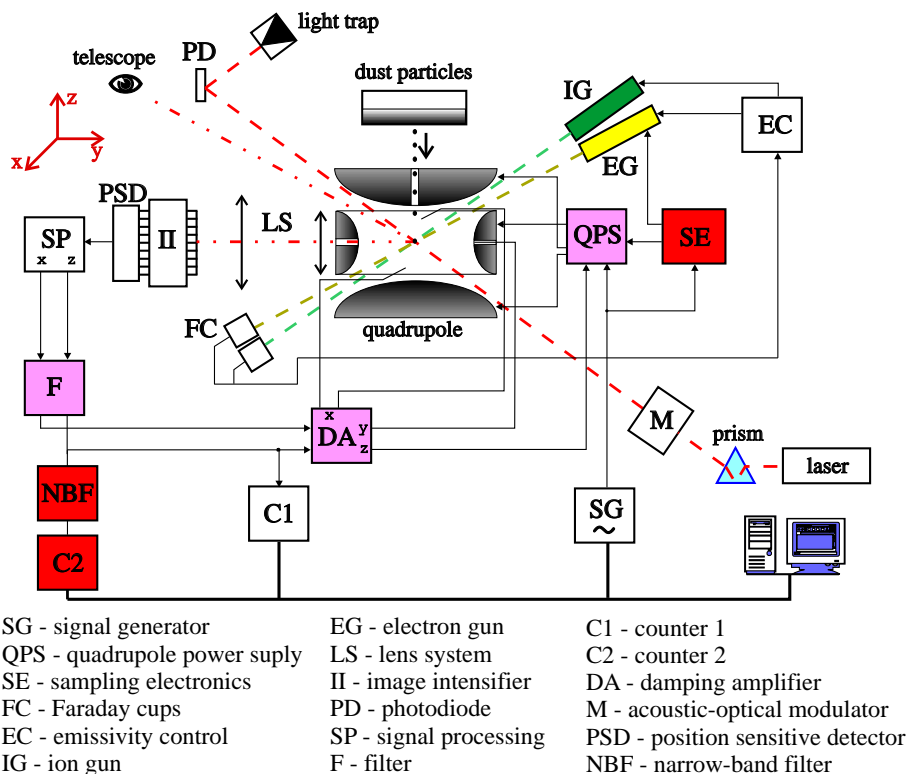 light trap
PD
telescope
dust particles
IG
EC
EG
z
y
x
PSD
II
LS
SP
x z
QPS
SE
quadrupole
FC
F
x
DA y
z
M
prism
laser
NBF
C1
SG
~
C2
SG - signal generator
QPS - quadrupole power suply
SE - sampling electronics
FC - Faraday cups
EC - emissivity control
IG - ion gun
EG - electron gun
LS - lens system
II - image intensifier
PD - photodiode
SP - signal processing
F - filter
C1 - counter 1
C2 - counter 2
DA - damping amplifier
M - acoustic-optical modulator
PSD - position sensitive detector
NBF - narrow-band filter